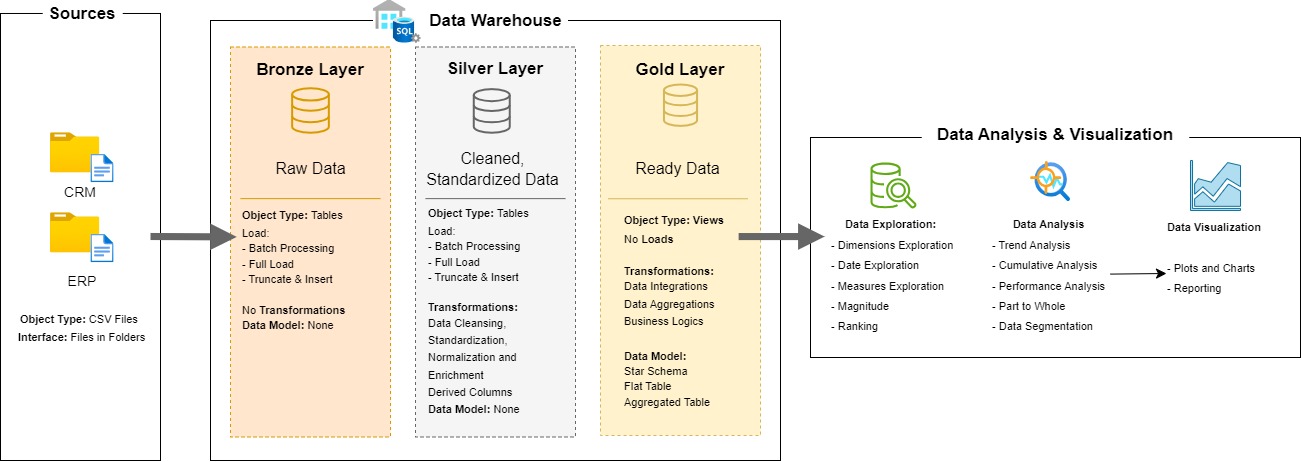 Sources
CRM
ERP
Object Type: CSV Files
Interface: Files in Folders
Data Warehouse
SQL
Bronze Layer
Raw Data
Object Type: Tables
Load:
- Batch Processing
- Full Load
- Truncate & Insert
No Transformations
Data Model: None
Silver Layer
Cleaned,
Standardized Data
Object Type: Tables
Load:
- Batch Processing
- Full Load
- Truncate & Insert
Transformations:
Data Cleansing,
Standardization,
Normalization and
Enrichment
Derived Columns
Data Model: None
Gold Layer
Ready Data
Object Type: Views
No Loads
Transformations:
Data Integrations
Data Aggregations
Business Logics
Data Model:
Star Schema
Flat Table
Aggregated Table
Data Analysis & Visualization
Data Exploration:
- Dimensions Exploration
- Date Exploration
- Measures Exploration
- Magnitude
- Ranking
Data Analysis
- Trend Analysis
- Cumulative Analysis
- Performance Analysis
- Part to Whole
- Data Segmentation
Data Visualization
- Plots and Charts
- Reporting